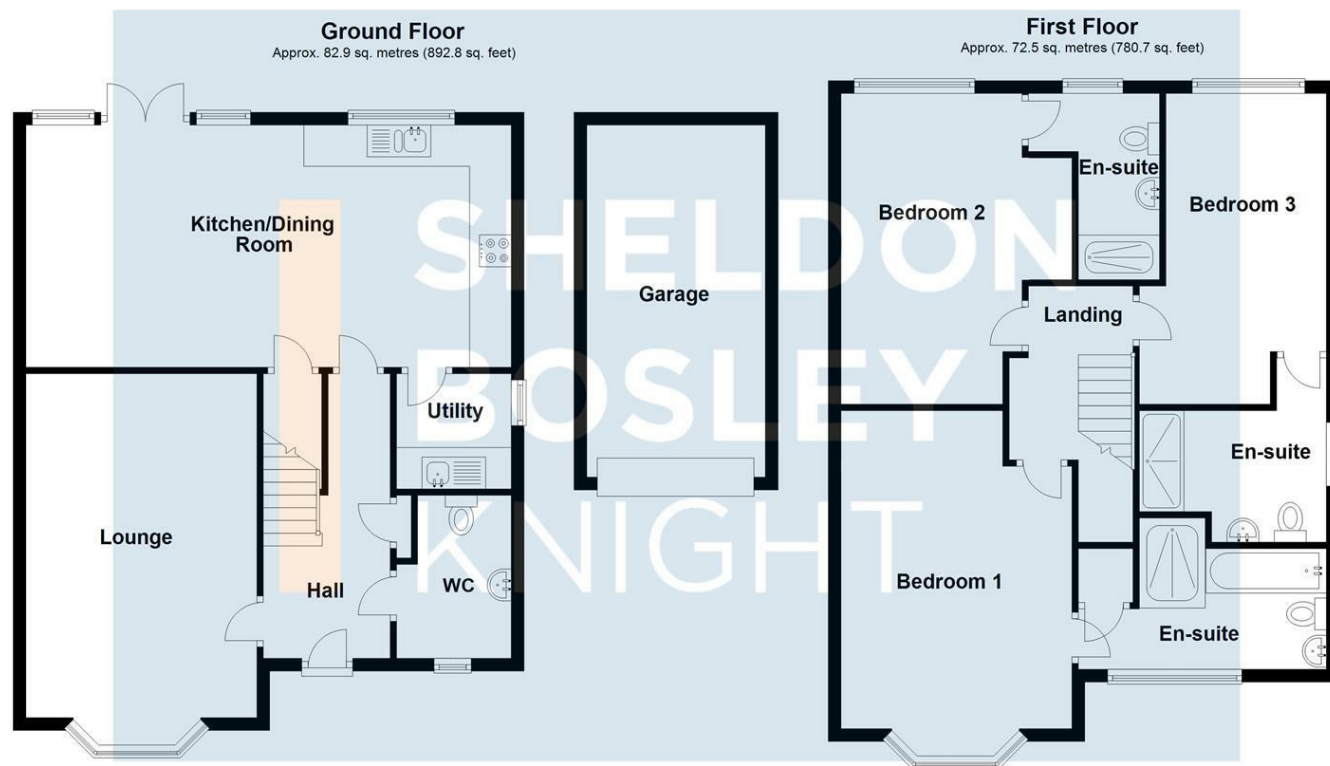 Ground Floor
Approx. 82.9 sq. metres (892.8 sq. feet)
Kitchen/Dining
Room
Utility
Lounge
Hall
WC
Garage
First Floor
Approx. 72.5 sq. metres (780.7 sq. feet)
Bedroom 2
En-suite
Bedroom 3
Landing
En-suite
Bedroom 1
En-suite
SHELDON
BOSLEY
KNIGHT